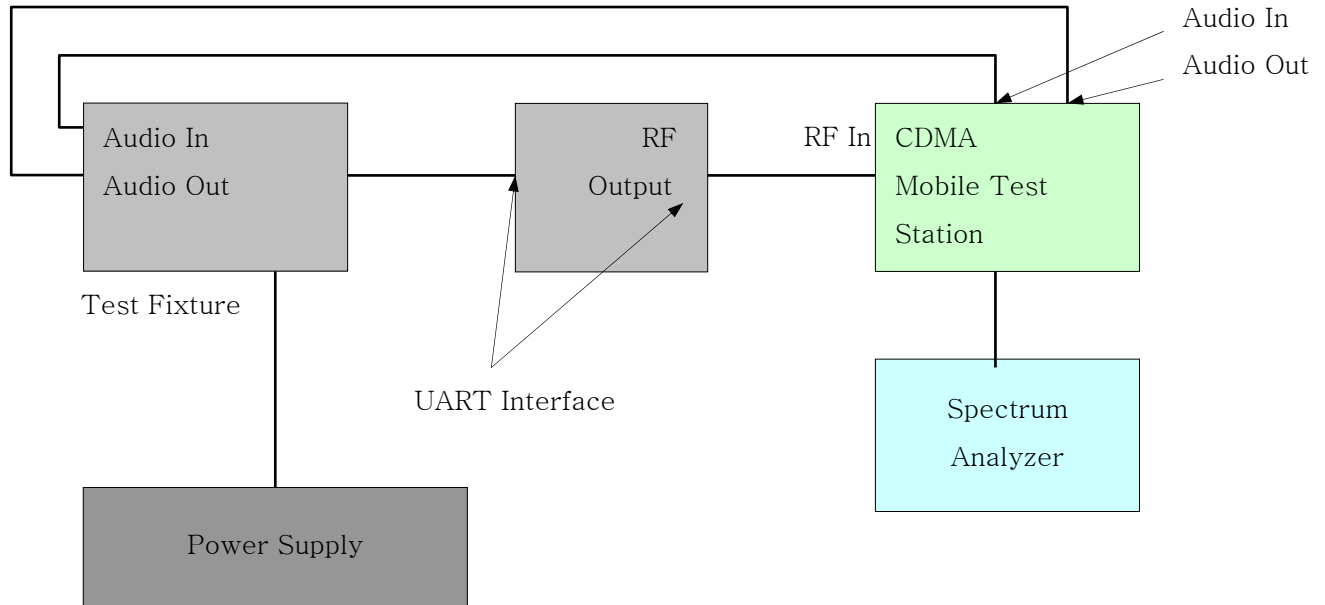 Audio In
Audio Out
Audio In
Audio Out
RF
Output
RF In
CDMA
Mobile Test
Station
Test Fixture
UART Interface
Spectrum
Analyzer
Power Supply